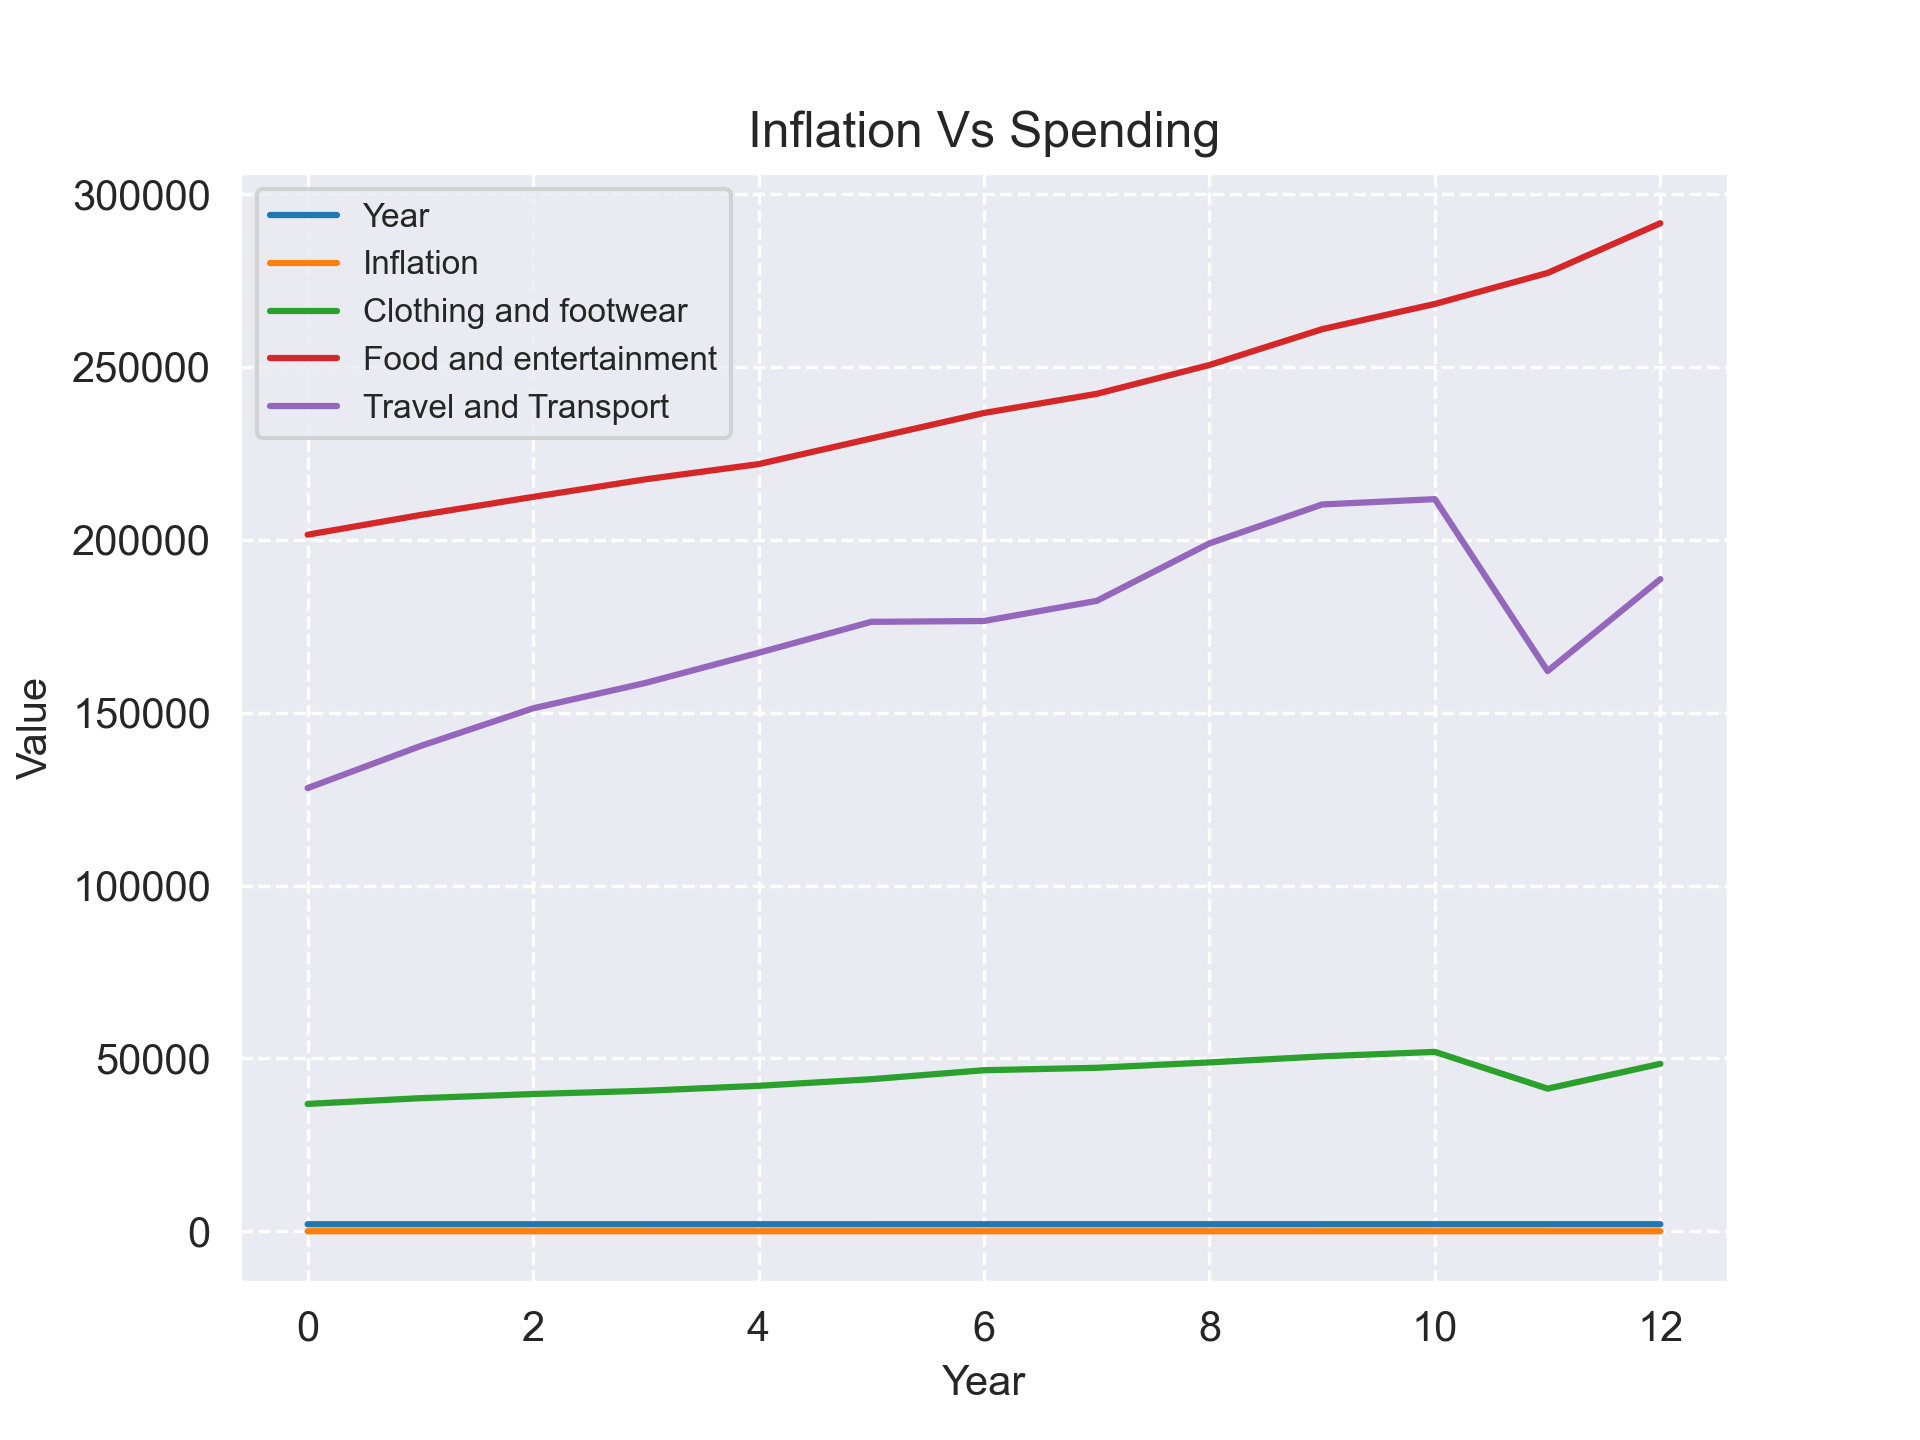 Inflation Vs Spending
300000
250000
200000
150000
100000
50000
0
Value
Year
Inflation
Clothing and footwear
Food and entertainment
Travel and Transport
0 2 4 6 8 10 12
Year